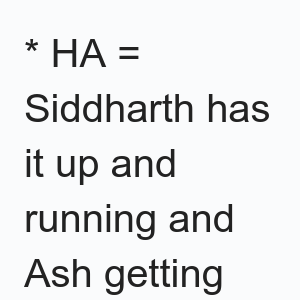 * HA =
Siddharth has
it up and
running and
Ash getting